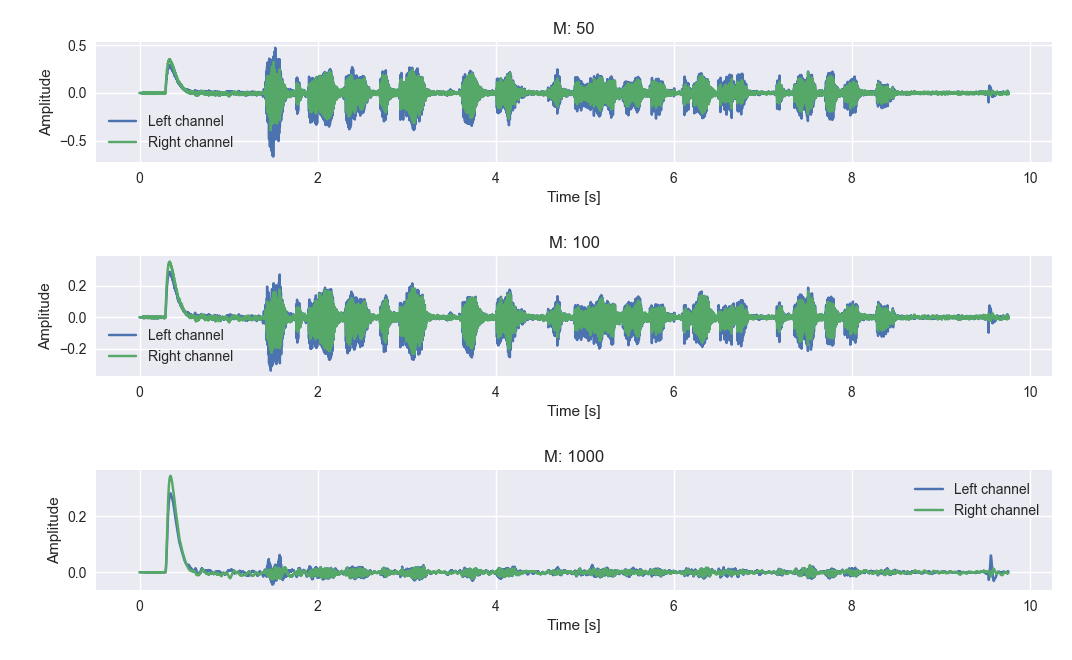 M: 50
0.5
0.0
−0.5
Amplitude
Left channel
Right channel
0 2 4 6 8 10
Time [s]
M: 100
0.2
0.0
−0.2
Amplitude
Left channel
Right channel
0 2 4 6 8 10
Time [s]
M: 1000
0.2
0.0
Amplitude
Left channel
Right channel
0 2 4 6 8 10
Time [s]